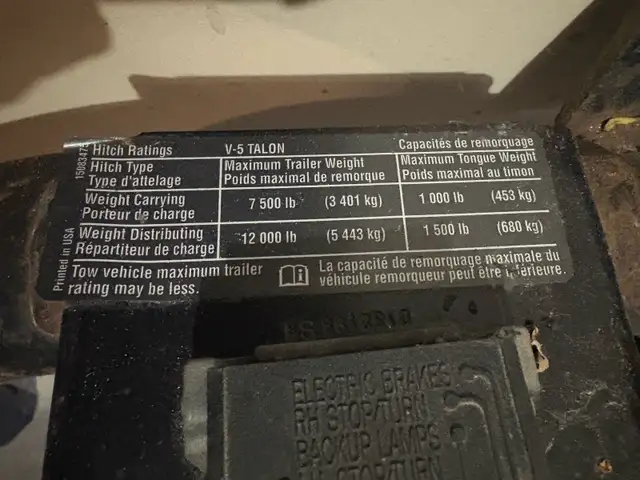 15083475
Hitch Ratings V-5 TALON Capacités de remorquage
Hitch Type Maximum Trailer Weight Maximum Tongue Weight
Type d'attelage Poids maximal de remorque Poids maximal au timon
Weight Carrying 7 500 lb (3 401 kg) 1 000 lb (453 kg)
Porteur de charge
Weight Distributing 12 000 lb (5 443 kg) 1 500 lb (680 kg)
Répartiteur de charge
Printed in USA
Tow vehicle maximum trailer La capacité de remorquage maximale du
rating may be less. véhicule remorqueur peut être inférieure.
ELECTRIC BRAKES
RH STOP/TURN
BACKUP LAMPS
STOP/TURN